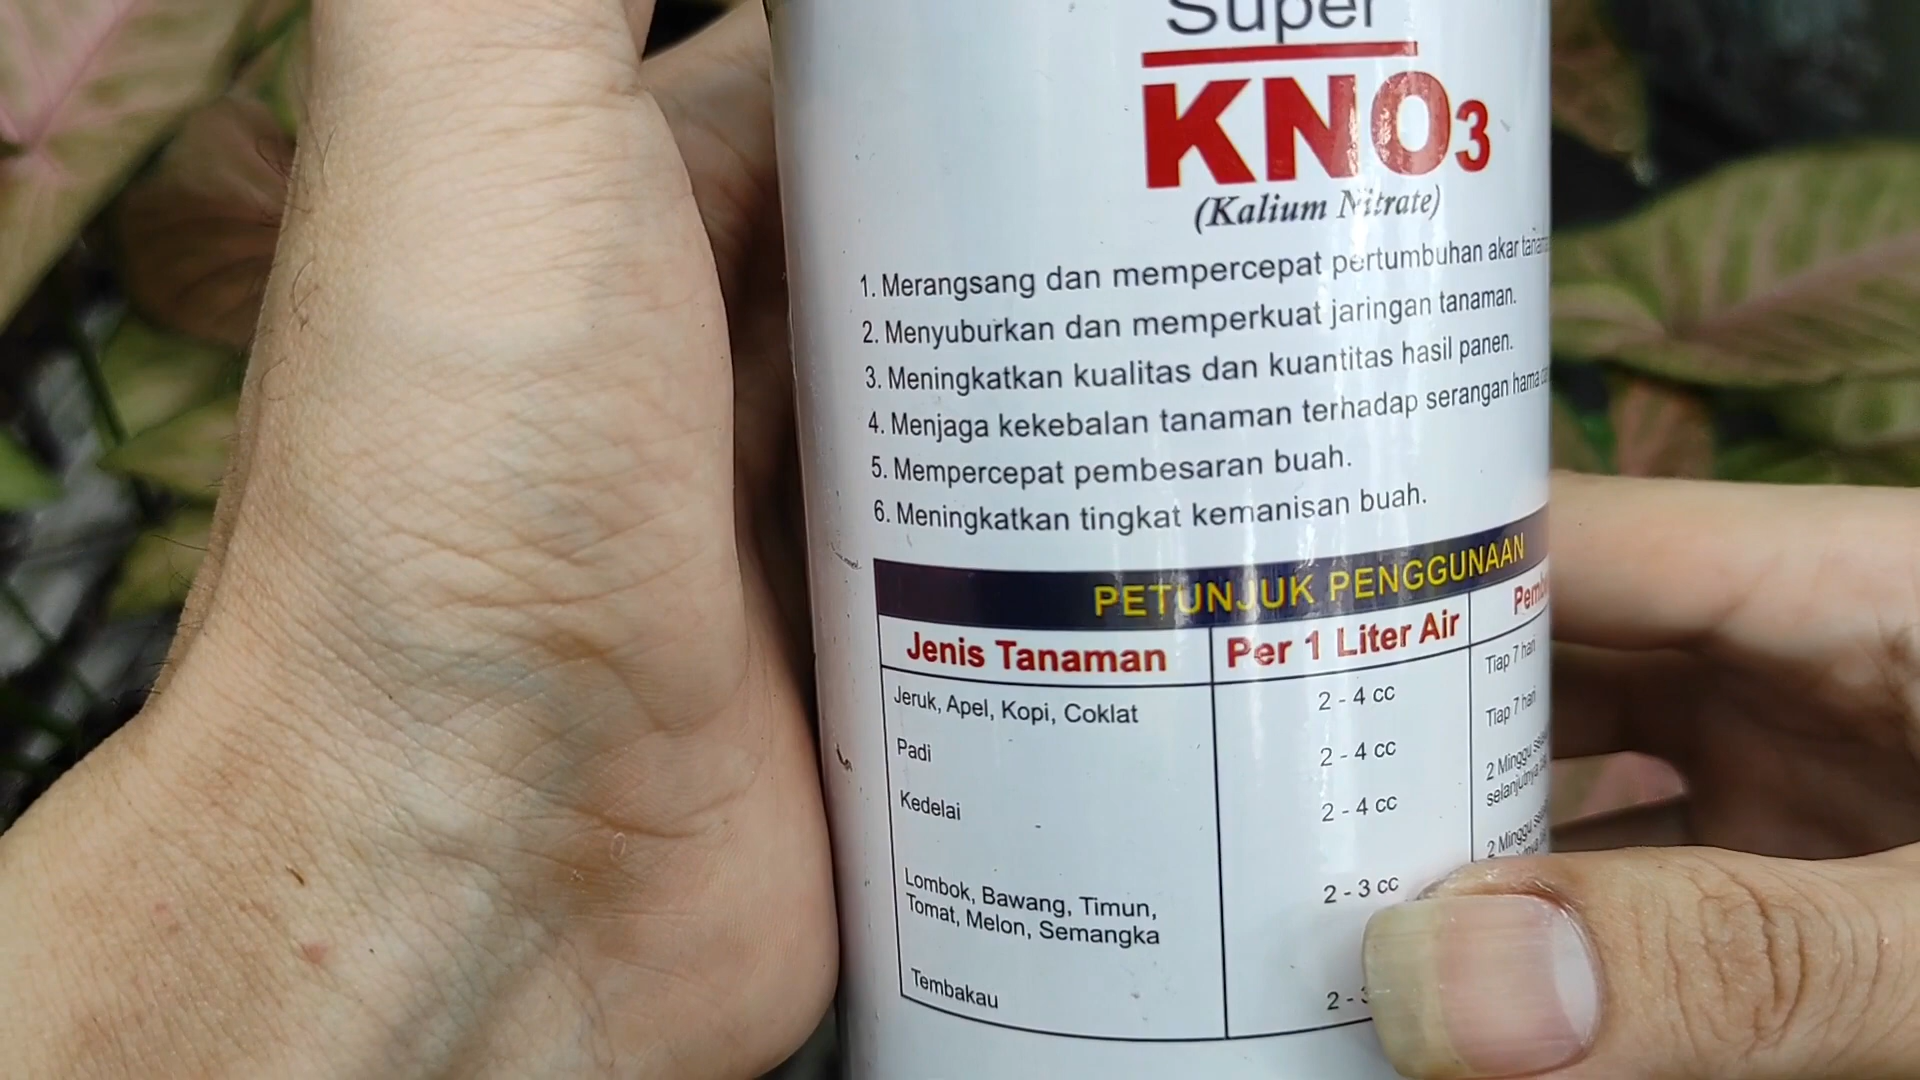 Super
KNO3
(Kalium Nitrate)
1. Merangsang dan mempercepat pertumbuhan akar
2. Menyuburkan dan memperkuat jaringan tanaman.
3. Meningkatkan kualitas dan kuantitas hasil panen.
4. Menjaga kekebalan tanaman terhadap serangan hama
5. Mempercepat pembesaran buah.
6. Meningkatkan tingkat kemanisan buah.
PETUNJUK PENGGUNAAN
Jenis Tanaman Per 1 Liter Air
Jeruk, Apel, Kopi, Coklat 2 - 4 cc Tiap 7 hari
Padi 2 - 4 cc Tiap 7 hari
Kedelai 2 - 4 cc 2 Minggu
selanjutnya
Lombok, Bawang, Timun, 2 - 3 cc 2 Minggu
Tomat, Melon, Semangka
Tembakau 2 -